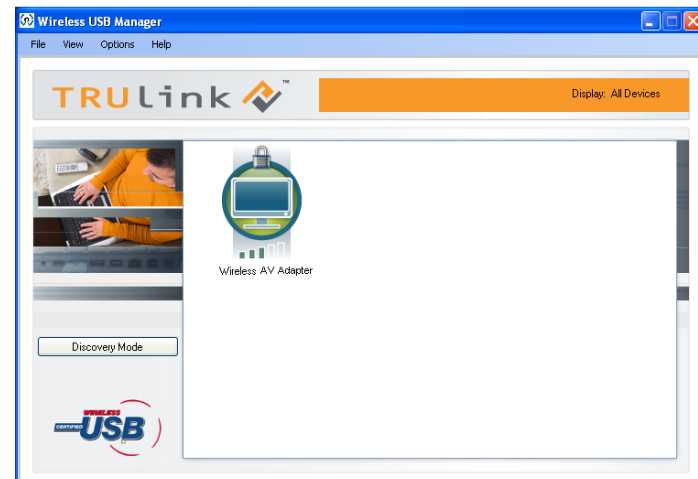 Wireless USB Manager
File View Options Help
TRULink™
Display: All Devices
Wireless AV Adapter
Discovery Mode
WIRELESS
CERTIFIED USB